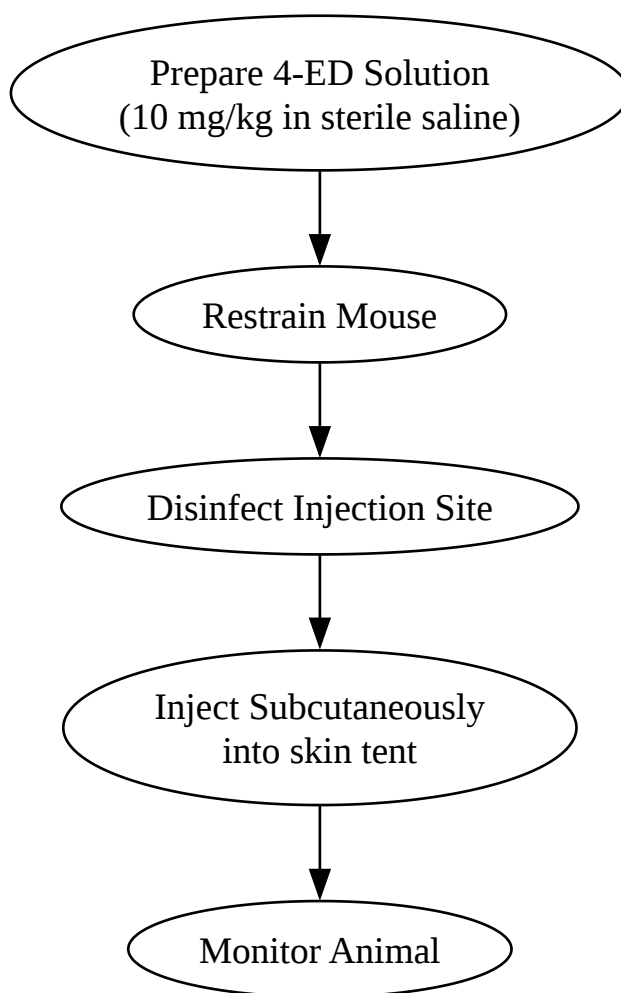 Prepare 4-ED Solution
(10 mg/kg in sterile saline)
Restrain Mouse
Disinfect Injection Site
Inject Subcutaneously
into skin tent
Monitor Animal